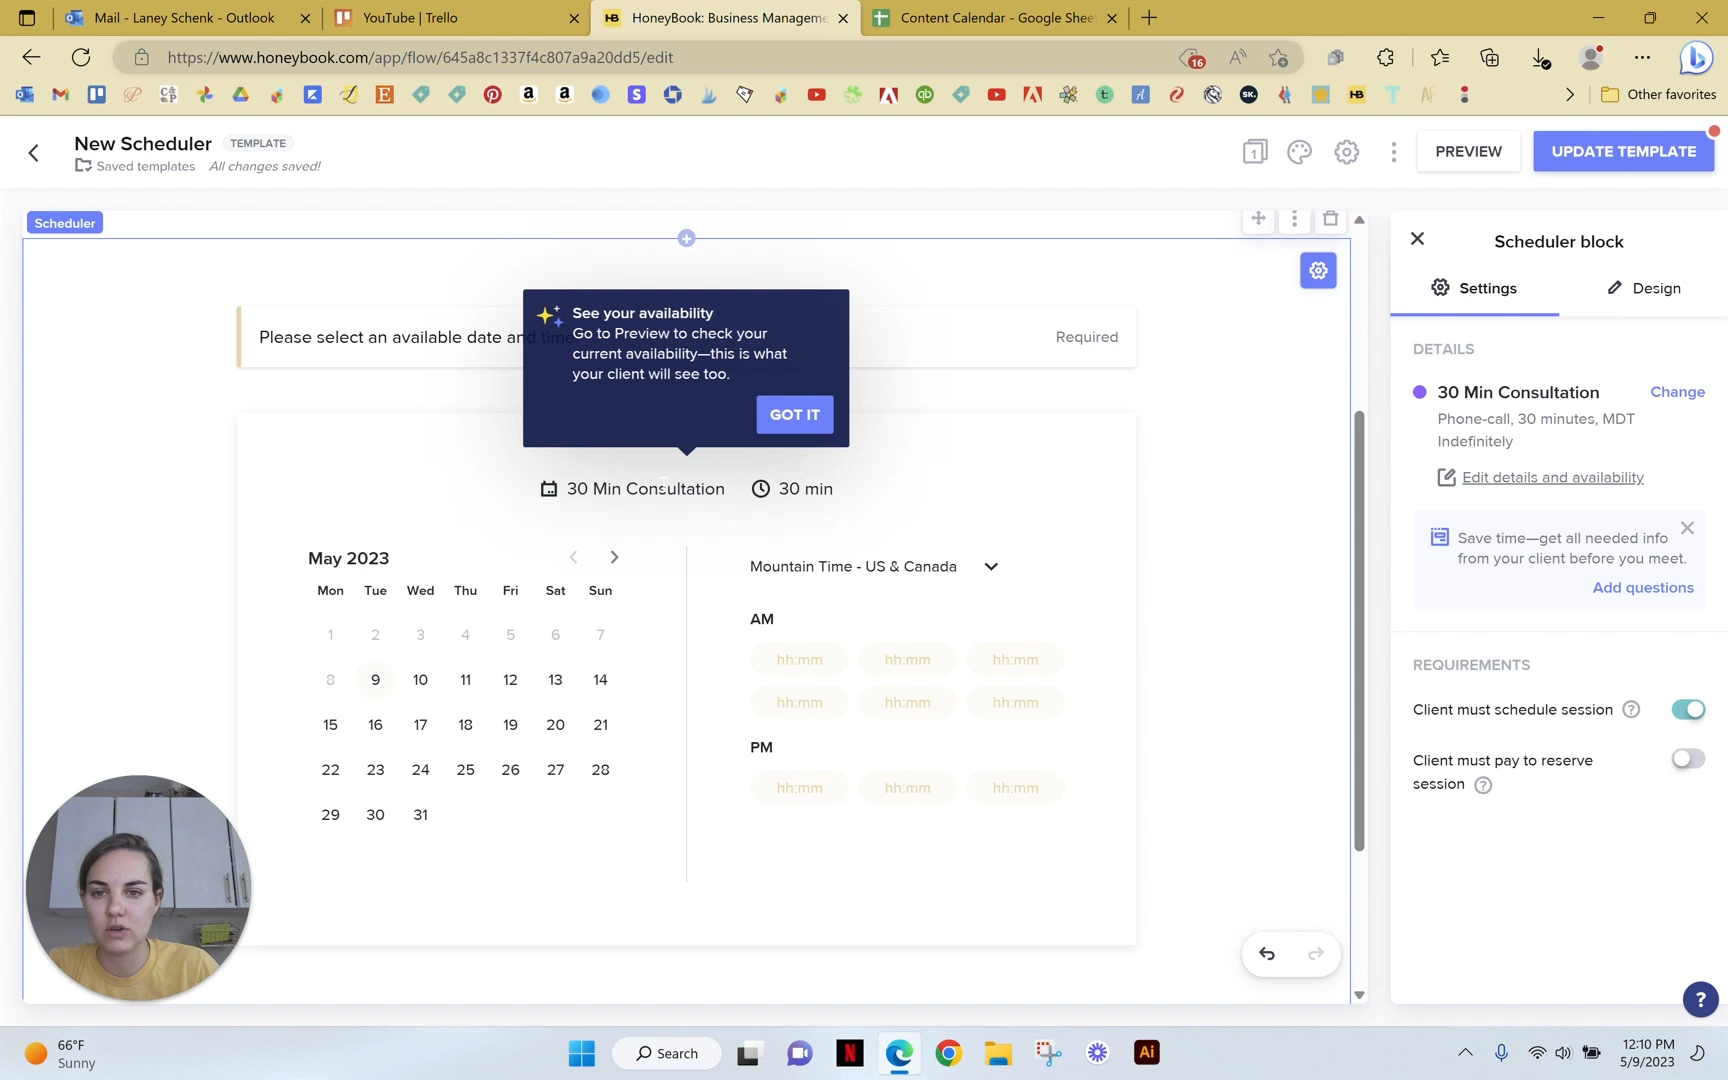 Mail - Laney Schenk - Outlook
YouTube | Trello
HB HoneyBook: Business Manageme
Content Calendar - Google Shee
https://www.honeybook.com/app/flow/645a8c1337f4c807a9a20dd5/edit
16
Other favorites
New Scheduler TEMPLATE
Saved templates All changes saved!
1
PREVIEW
UPDATE TEMPLATE
Scheduler
Please select an available date and time
Required
See your availability
Go to Preview to check your
current availability—this is what
your client will see too.
GOT IT
30 Min Consultation 30 min
May 2023
Mon Tue Wed Thu Fri Sat Sun
1 2 3 4 5 6 7
8 9 10 11 12 13 14
15 16 17 18 19 20 21
22 23 24 25 26 27 28
29 30 31
Mountain Time - US & Canada
AM
hh:mm hh:mm hh:mm
hh:mm hh:mm hh:mm
PM
hh:mm hh:mm hh:mm
Scheduler block
Settings
Design
DETAILS
30 Min Consultation Change
Phone-call, 30 minutes, MDT
Indefinitely
Edit details and availability
Save time—get all needed info
from your client before you meet.
Add questions
REQUIREMENTS
Client must schedule session ?
Client must pay to reserve
session ?
?
66°F
Sunny
Search
N
Ai
12:10 PM
5/9/2023